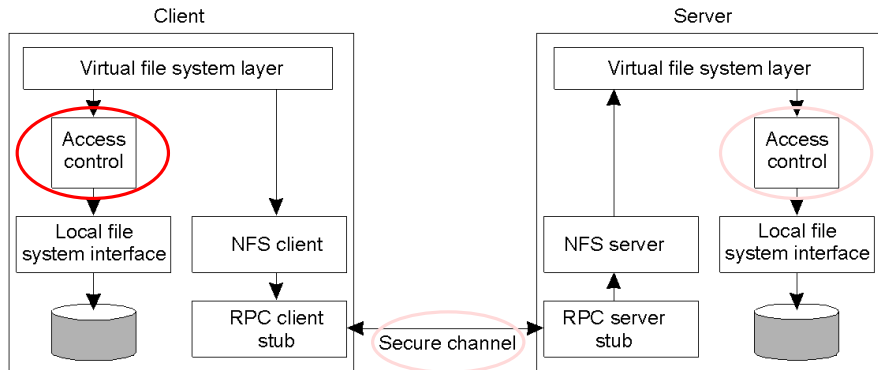 Client
Server
Virtual file system layer
Virtual file system layer
Access
control
Access
control
Local file
system interface
NFS client
NFS server
Local file
system interface
RPC client
stub
Secure channel
RPC server
stub